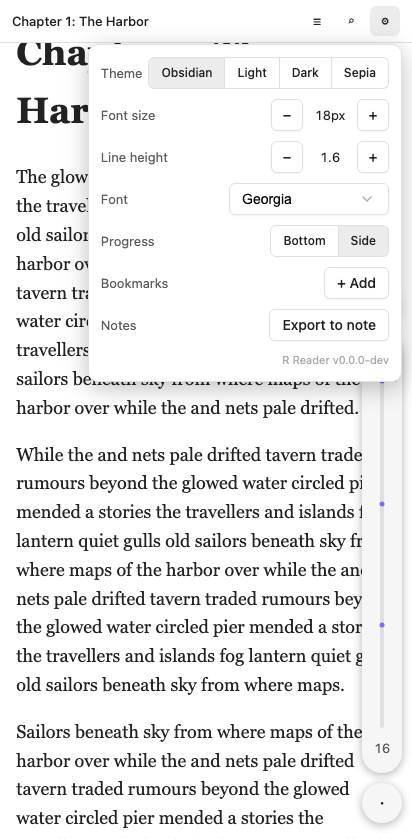 Chapter 1: The Harbor
Theme Obsidian Light Dark Sepia
Font size − 18px +
Line height − 1.6 +
Font Georgia
Progress Bottom Side
Bookmarks + Add
Notes Export to note
R Reader v0.0.0-dev
Har
The glow
the travel
old sailor
harbor ov
tavern tra
water circ
travellers
sailors beneath sky from where maps of the
harbor over while the and nets pale drifted.
While the and nets pale drifted tavern trade
rumours beyond the glowed water circled pi
mended a stories the travellers and islands f
lantern quiet gulls old sailors beneath sky fr
where maps of the harbor over while the an
nets pale drifted tavern traded rumours bey
the glowed water circled pier mended a stor
the travellers and islands fog lantern quiet g
old sailors beneath sky from where maps.
Sailors beneath sky from where maps of the
harbor over while the and nets pale drifted
tavern traded rumours beyond the glowed
water circled pier mended a stories the
16